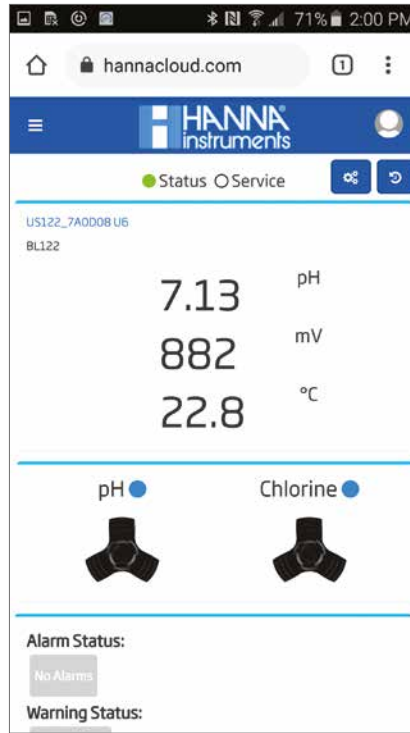 71% 2:00 PM
hannacloud.com 1
HANNA
instruments
Status Service
US122_7A0D08 U6
BL122
7.13 pH
882 mV
22.8 °C
pH Chlorine
Alarm Status:
No Alarms
Warning Status: